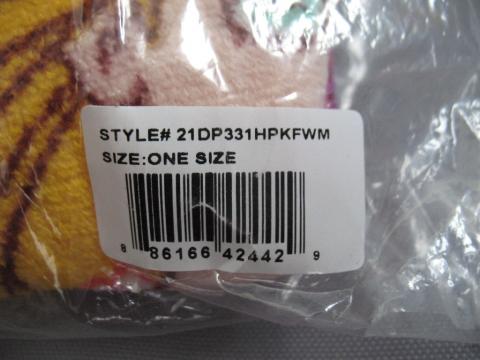 STYLE# 21DP331HPKFWM
SIZE:ONE SIZE
8 86166 42442 9